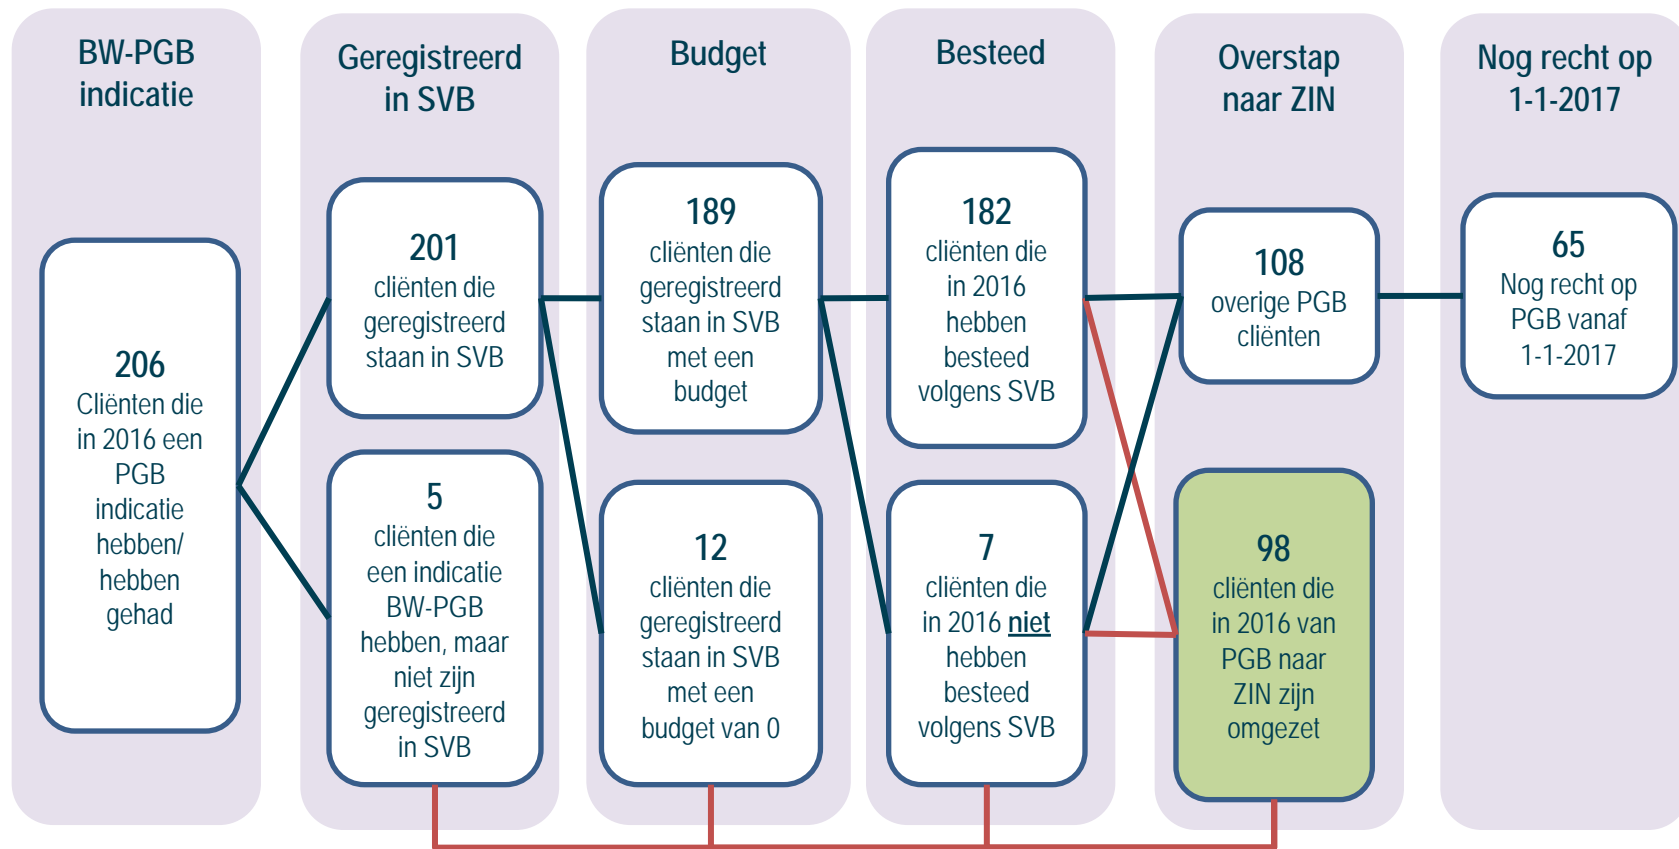 BW-PGB
indicatie
Geregistreerd
in SVB
Budget
Besteed
Overstap
naar ZIN
Nog recht op
1-1-2017
206
Cliënten die
in 2016 een
PGB
indicatie
hebben/
hebben
gehad
201
cliënten die
geregistreerd
staan in SVB
5
cliënten die
een indicatie
BW-PGB
hebben, maar
niet zijn
geregistreerd
in SVB
189
cliënten die
geregistreerd
staan in SVB
met een
budget
12
cliënten die
geregistreerd
staan in SVB
met een
budget van 0
182
cliënten die
in 2016
hebben
besteed
volgens SVB
7
cliënten die
in 2016 niet
hebben
besteed
volgens SVB
108
overige PGB
cliënten
98
cliënten die
in 2016 van
PGB naar
ZIN zijn
omgezet
65
Nog recht op
PGB vanaf
1-1-2017